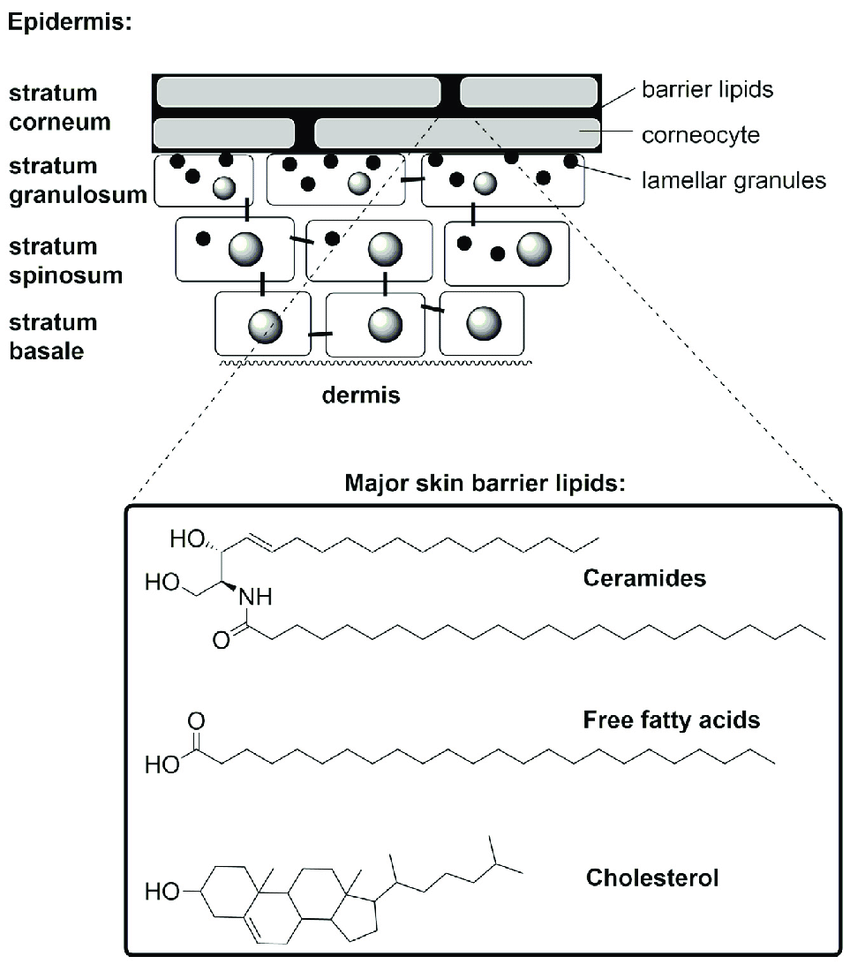 Epidermis:
stratum
corneum
barrier lipids
corneocyte
stratum
granulosum
lamellar granules
stratum
spinosum
stratum
basale
dermis
Major skin barrier lipids:
HO
HO
NH
O
Ceramides
O
HO
Free fatty acids
HO
Cholesterol